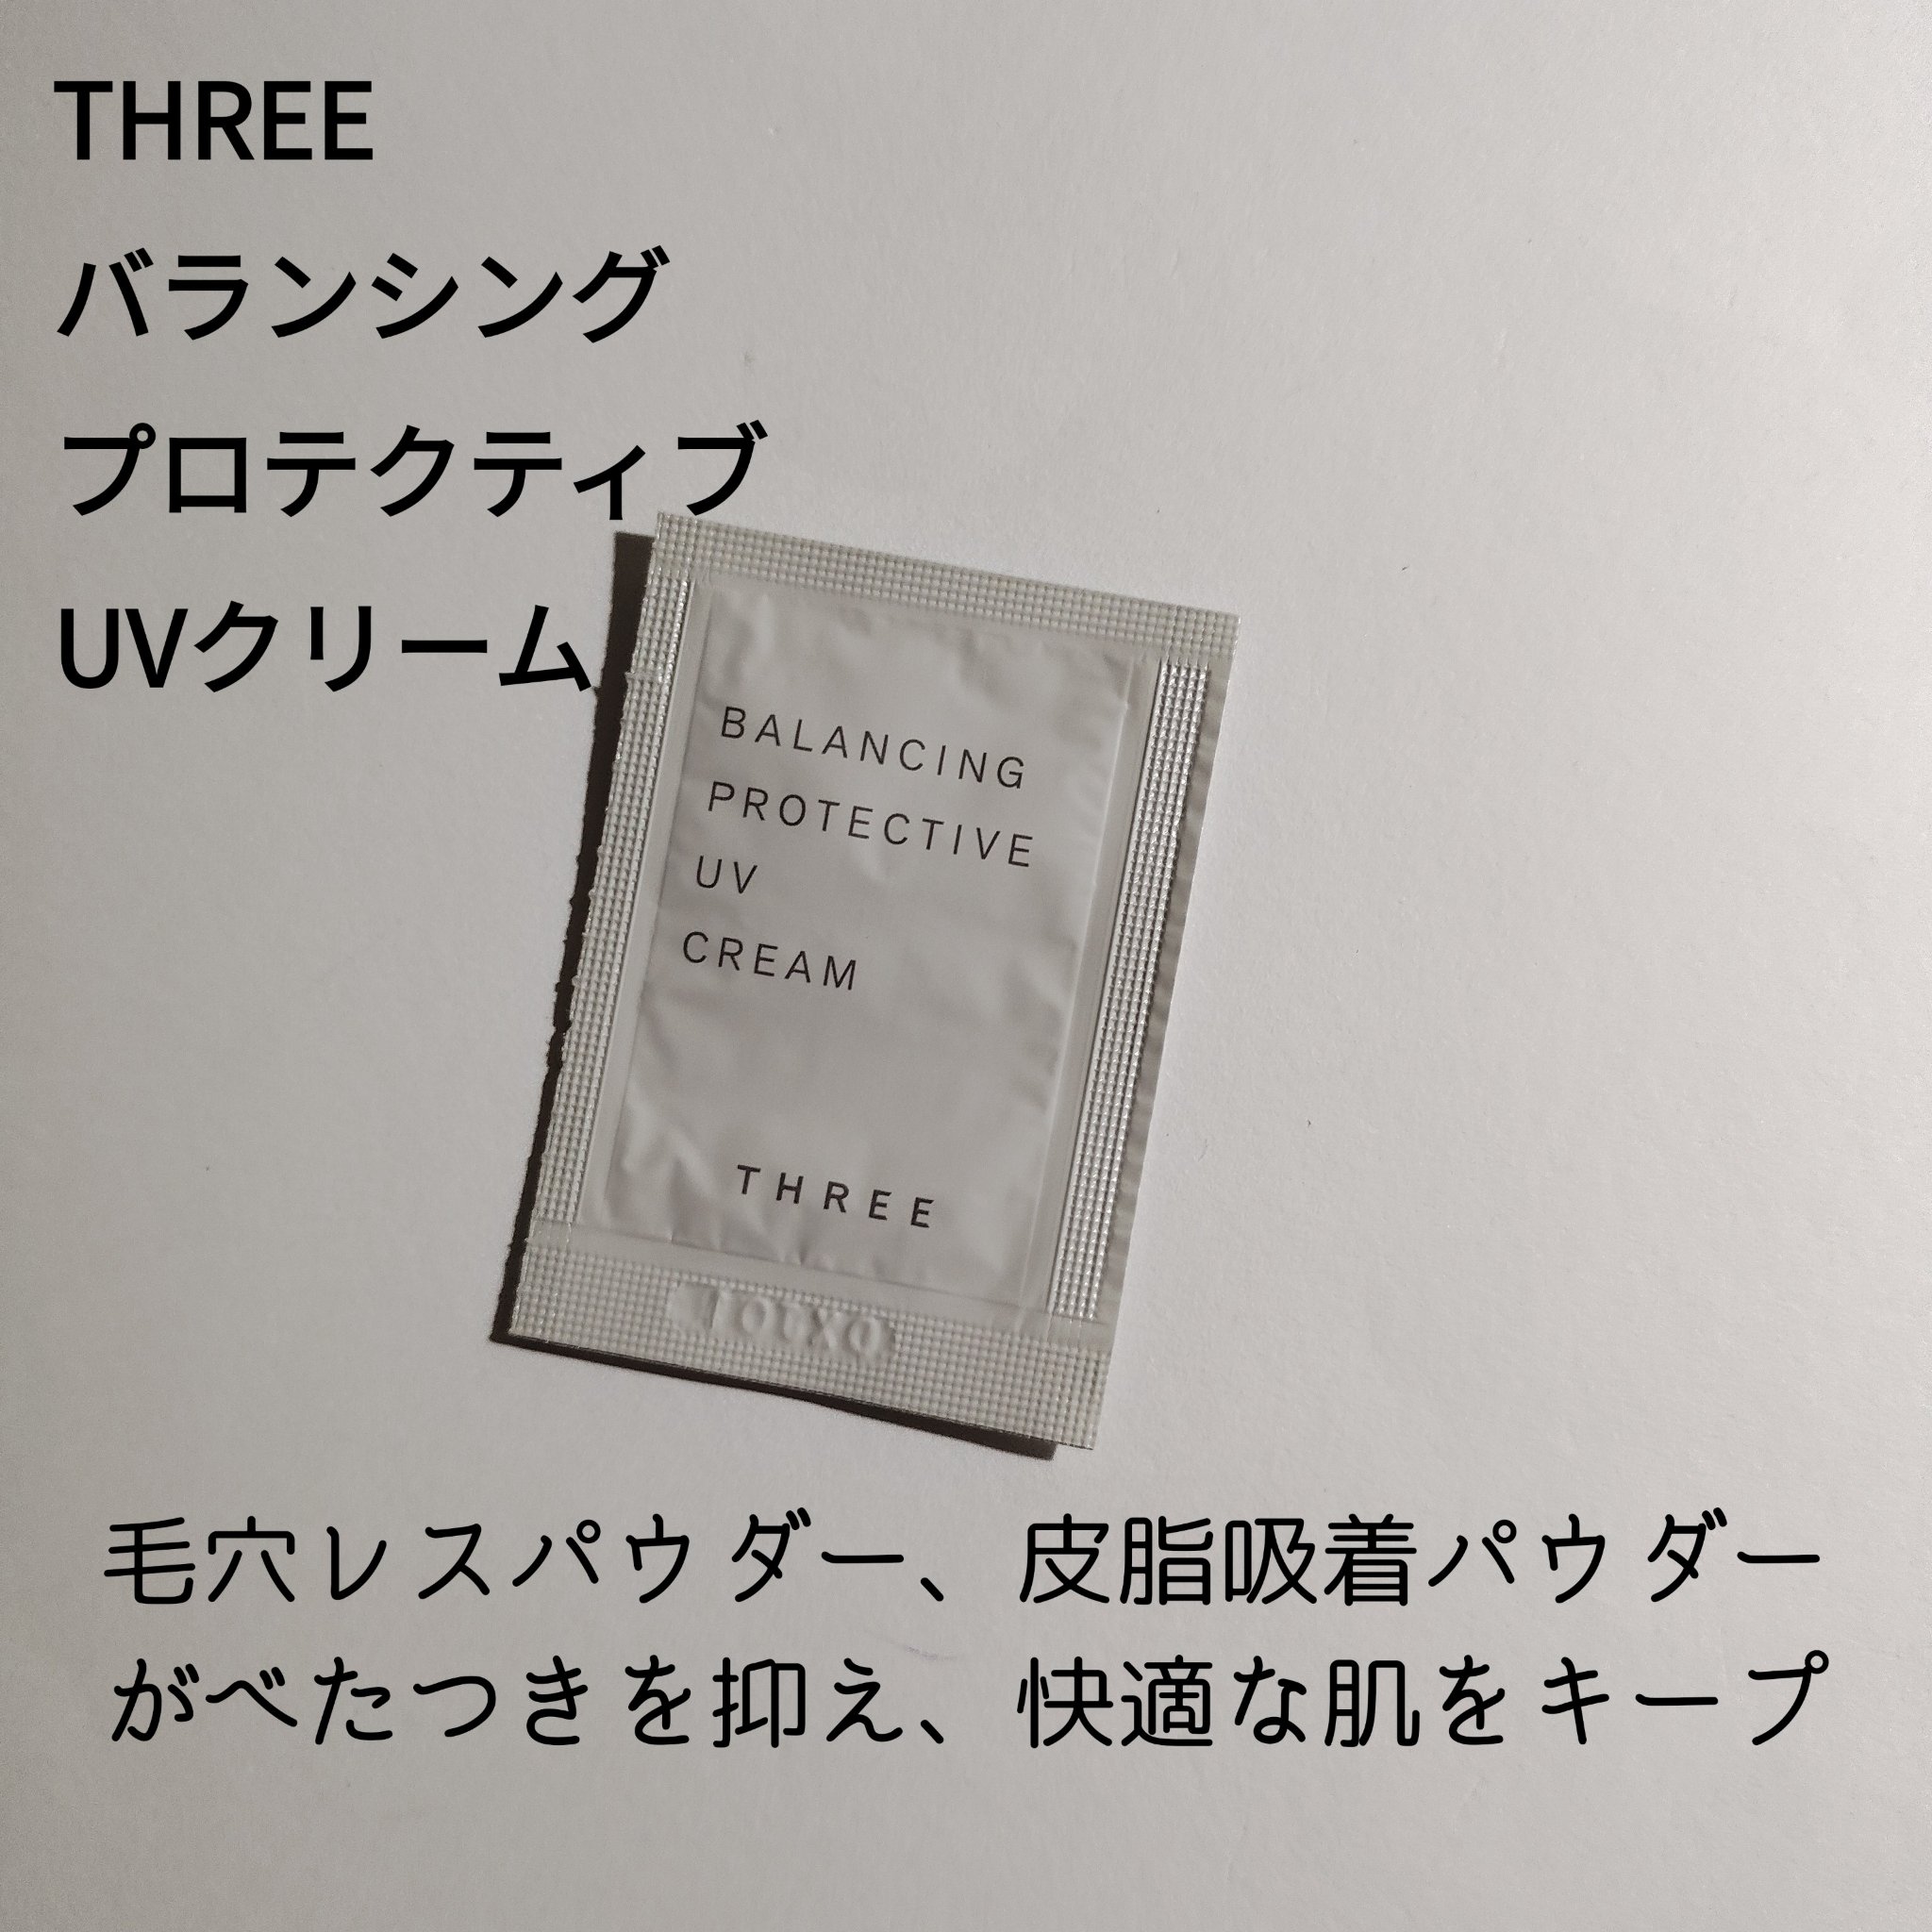 THREE
バランシング
プロテクティブ
UVクリーム
BALANCING
PROTECTIVE
UV
CREAM
THREE
毛穴レスパウダー、皮脂吸着パウダー
がべたつきを抑え、快適な肌をキープ